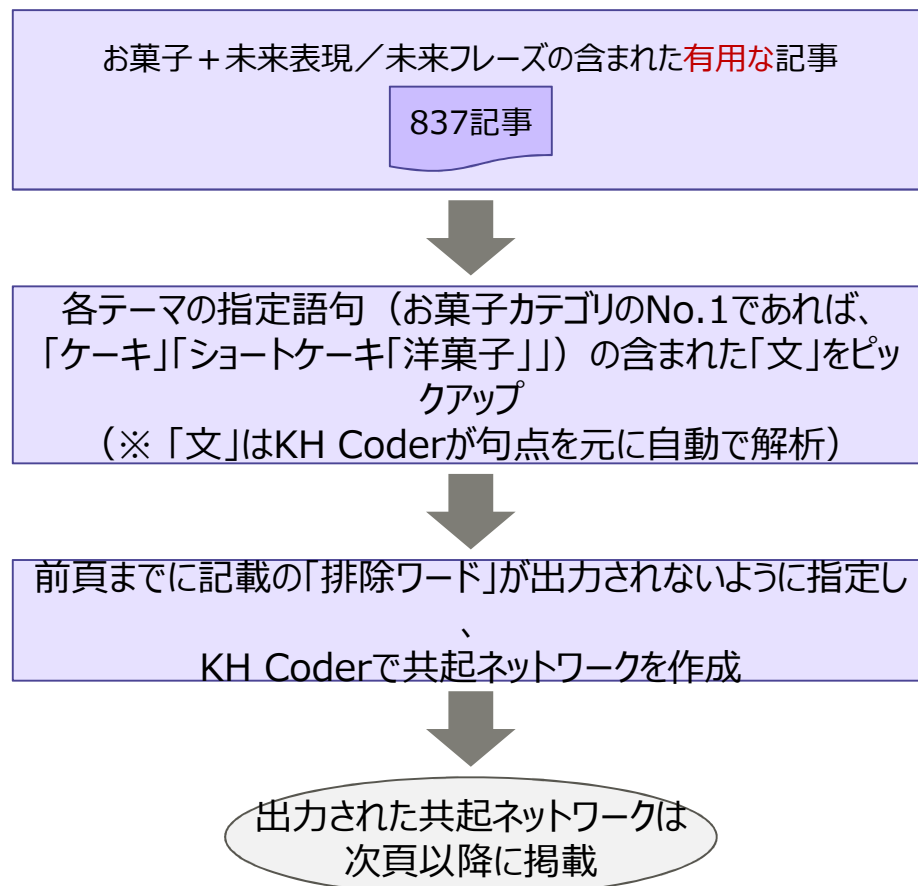 お菓子＋未来表現／未来フレーズの含まれた有用な記事
837記事
各テーマの指定語句（お菓子カテゴリのNo.1であれば、
「ケーキ」「ショートケーキ「洋菓子」」）の含まれた「文」をピッ
クアップ
（※ 「文」はKH Coderが句点を元に自動で解析）
前頁までに記載の「排除ワード」が出力されないように指定し
、
KH Coderで共起ネットワークを作成
出力された共起ネットワークは
次頁以降に掲載